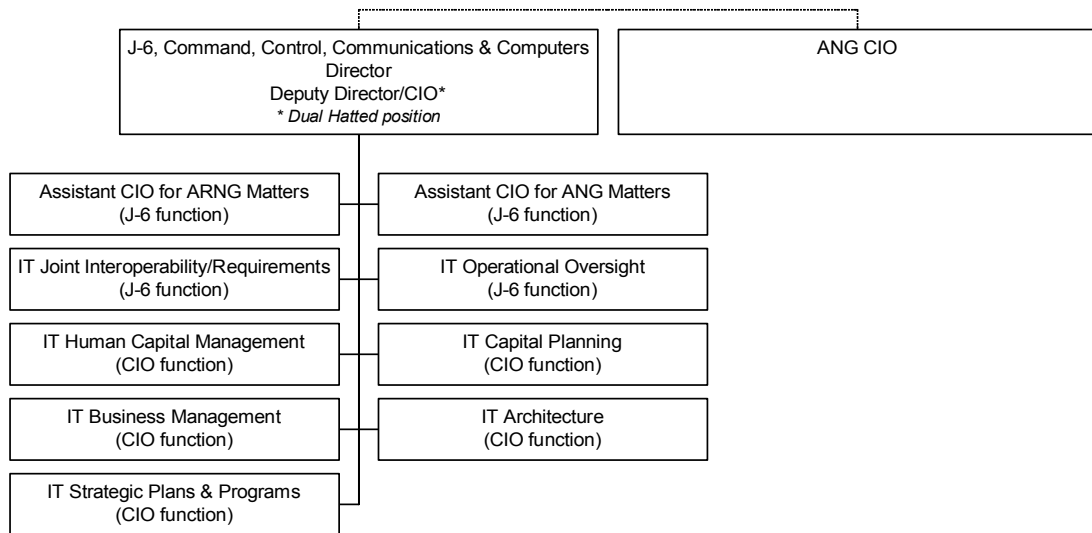 J-6, Command, Control, Communications & Computers
Director
Deputy Director/CIO*
* Dual Hatted position
ANG CIO
Assistant CIO for ARNG Matters
(J-6 function)
Assistant CIO for ANG Matters
(J-6 function)
IT Joint Interoperability/Requirements
(J-6 function)
IT Operational Oversight
(J-6 function)
IT Human Capital Management
(CIO function)
IT Capital Planning
(CIO function)
IT Business Management
(CIO function)
IT Architecture
(CIO function)
IT Strategic Plans & Programs
(CIO function)